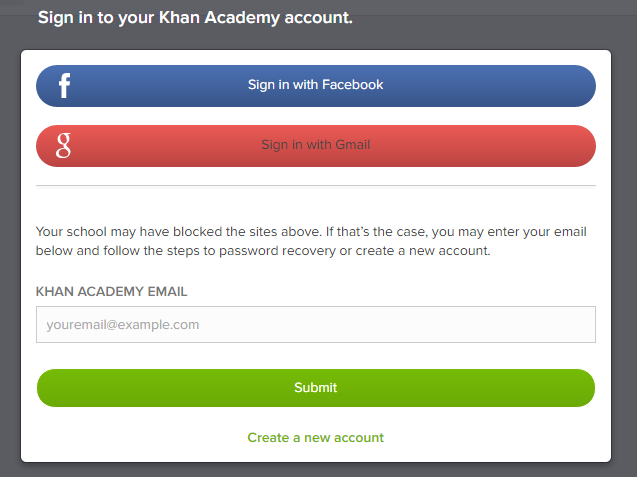 Sign in to your Khan Academy account.
f
Sign in with Facebook
g
Sign in with Gmail
Your school may have blocked the sites above. If that’s the case, you may enter your email
below and follow the steps to password recovery or create a new account.
KHAN ACADEMY EMAIL
youremail@example.com
Submit
Create a new account